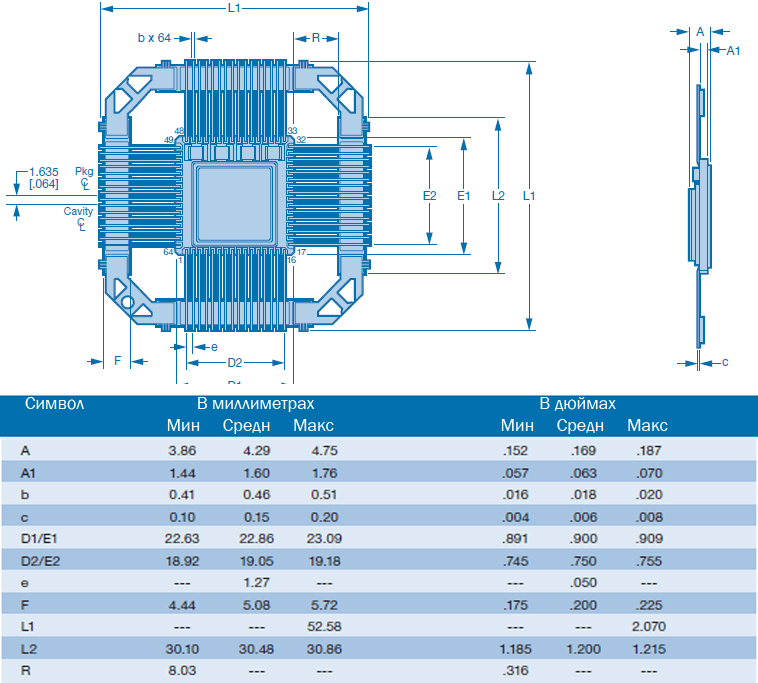 L1
b x 64
R
A
A1
48
33
49
32
1.635
[.064]
Pkg
CL
Cavity
CL
E2
E1
L2
L1
64
17
1
16
F
e
D2
D1
c
Символ В миллиметрах В дюймах
Мин Средн Макс Мин Средн Макс
A 3.86 4.29 4.75 .152 .169 .187
A1 1.44 1.60 1.76 .057 .063 .070
b 0.41 0.46 0.51 .016 .018 .020
c 0.10 0.15 0.20 .004 .006 .008
D1/E1 22.63 22.86 23.09 .891 .900 .909
D2/E2 18.92 19.05 19.18 .745 .750 .755
e --- 1.27 --- --- .050 ---
F 4.44 5.08 5.72 .175 .200 .225
L1 --- --- 52.58 --- --- 2.070
L2 30.10 30.48 30.86 1.185 1.200 1.215
R 8.03 --- --- .316 --- ---